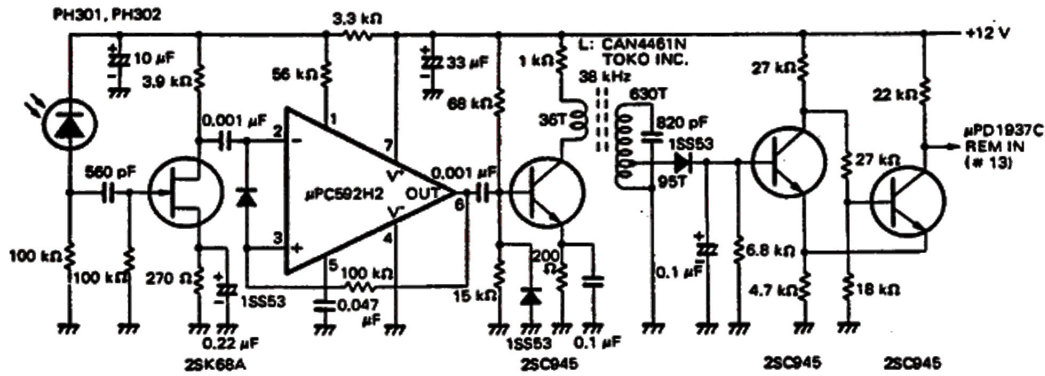 PH301, PH302
3.3 kΩ
+12 V
10 µF
3.9 kΩ
56 kΩ
33 µF
68 kΩ
1 kΩ
L: CAN4461N
TOKO INC.
38 kHz
36T
630T
820 pF
1SS53
95T
27 kΩ
22 kΩ
µPD1937C
REM IN
(# 13)
0.001 µF
560 pF
2
1
7
V+
µPC592H2
OUT
6
0.001 µF
V-
4
3
5
27 kΩ
100 kΩ
100 kΩ
270 Ω
1SS53
0.22 µF
100 kΩ
0.047
µF
15 kΩ
1SS53
200
Ω
0.1 µF
0.1 µF
6.8 kΩ
4.7 kΩ
18 kΩ
2SK68A
2SC945
2SC945
2SC945